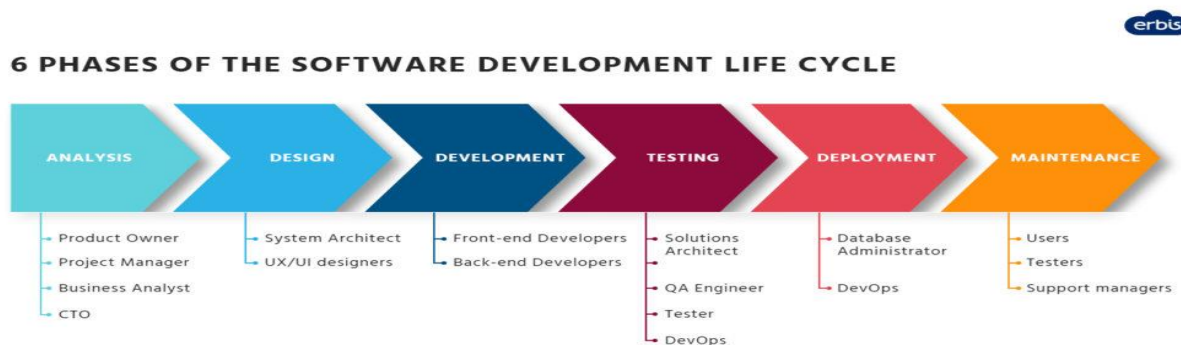 erbis
6 PHASES OF THE SOFTWARE DEVELOPMENT LIFE CYCLE
ANALYSIS
DESIGN
DEVELOPMENT
TESTING
DEPLOYMENT
MAINTENANCE
Product Owner
Project Manager
Business Analyst
CTO
System Architect
UX/UI designers
Front-end Developers
Back-end Developers
Solutions
Architect
QA Engineer
Tester
DevOps
Database
Administrator
DevOps
Users
Testers
Support managers